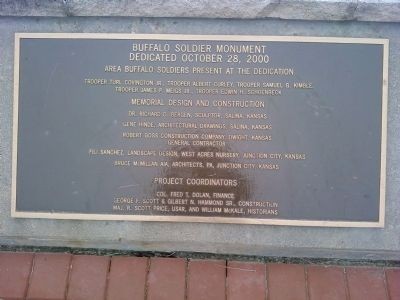 BUFFALO SOLDIER MONUMENT
DEDICATED OCTOBER 28, 2000
AREA BUFFALO SOLDIERS PRESENT AT THE DEDICATION
TROOPER TURL COVINGTON JR., TROOPER ALBERT CURLEY, TROOPER SAMUEL B. KIMBLE,
TROOPER JAMES P. MEIGS JR., TROOPER EDWIN H. SCHOENBECK
MEMORIAL DESIGN AND CONSTRUCTION
DR. RICHARD C. BERGEN, SCULPTOR, SALINA, KANSAS
GENE HINDE, ARCHITECTURAL DRAWINGS, SALINA, KANSAS
ROBERT GORS CONSTRUCTION COMPANY, DWIGHT, KANSAS
GENERAL CONTRACTOR
PILI SANCHEZ, LANDSCAPE DESIGN, WEST ACRES NURSERY, JUNCTION CITY, KANSAS
BRUCE McMILLAN AIA, ARCHITECTS, PA, JUNCTION CITY, KANSAS
PROJECT COORDINATORS
COL. FRED T. DOLAN, FINANCE
GEORGE F. SCOTT & GILBERT N. HAMMOND SR., CONSTRUCTION
MAJ. R. SCOTT PRICE, USAR, AND WILLIAM McKALE, HISTORIANS